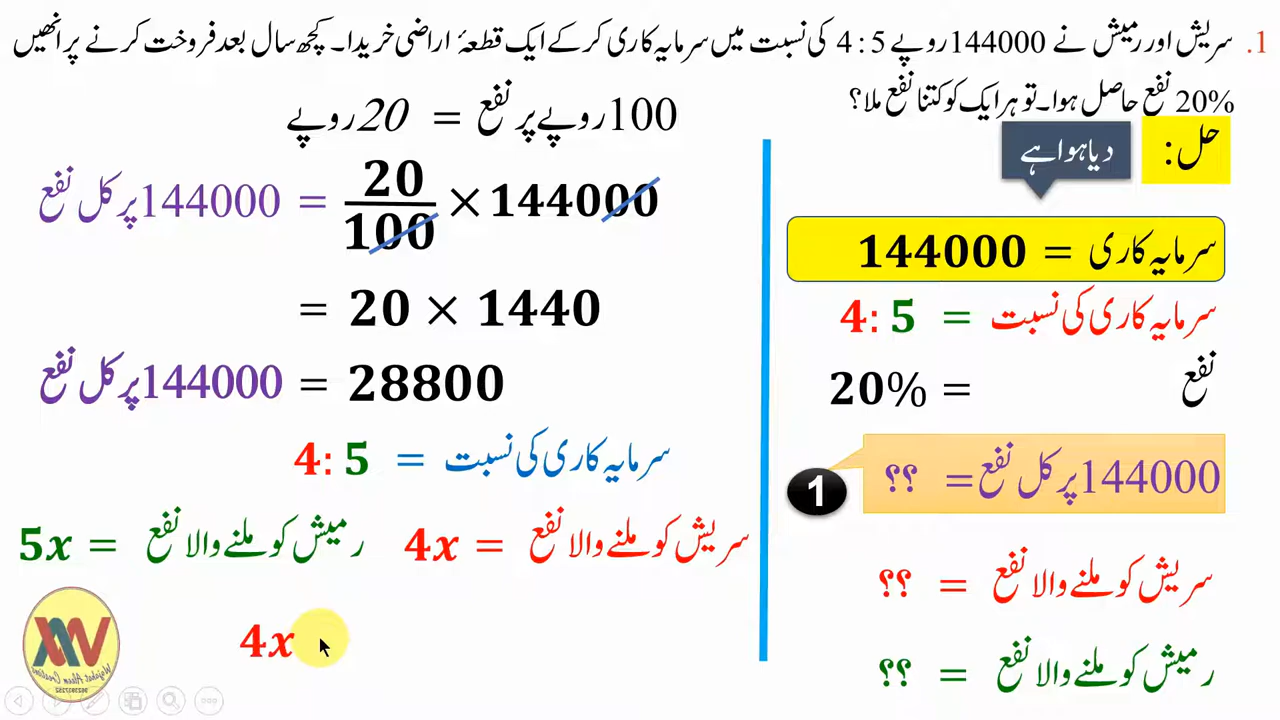 1. سریش اور رمیش نے 144000 روپے 5 : 4 کی نسبت میں سرمایہ کاری کرکے ایک قطعۂ اراضی خریدا۔ کچھ سال بعد فروخت کرنے پر انھیں
20% نفع حاصل ہوا۔ تو ہر ایک کو کتنا نفع ملا؟
حل:
دیا ہوا ہے
سرمایہ کاری = 144000
سرمایہ کاری کی نسبت = 4: 5
نفع = 20%
144000 پر کل نفع = ؟؟
1
سریش کو ملنے والا نفع = ؟؟
رمیش کو ملنے والا نفع = ؟؟
100 روپے پر نفع = 20 روپے
144000 پر کل نفع = 20/100 × 144000
= 20 × 1440
144000 پر کل نفع = 28800
سرمایہ کاری کی نسبت = 4: 5
سریش کو ملنے والا نفع = 4x
رمیش کو ملنے والا نفع = 5x
4x
Wajahat Aleem Creations